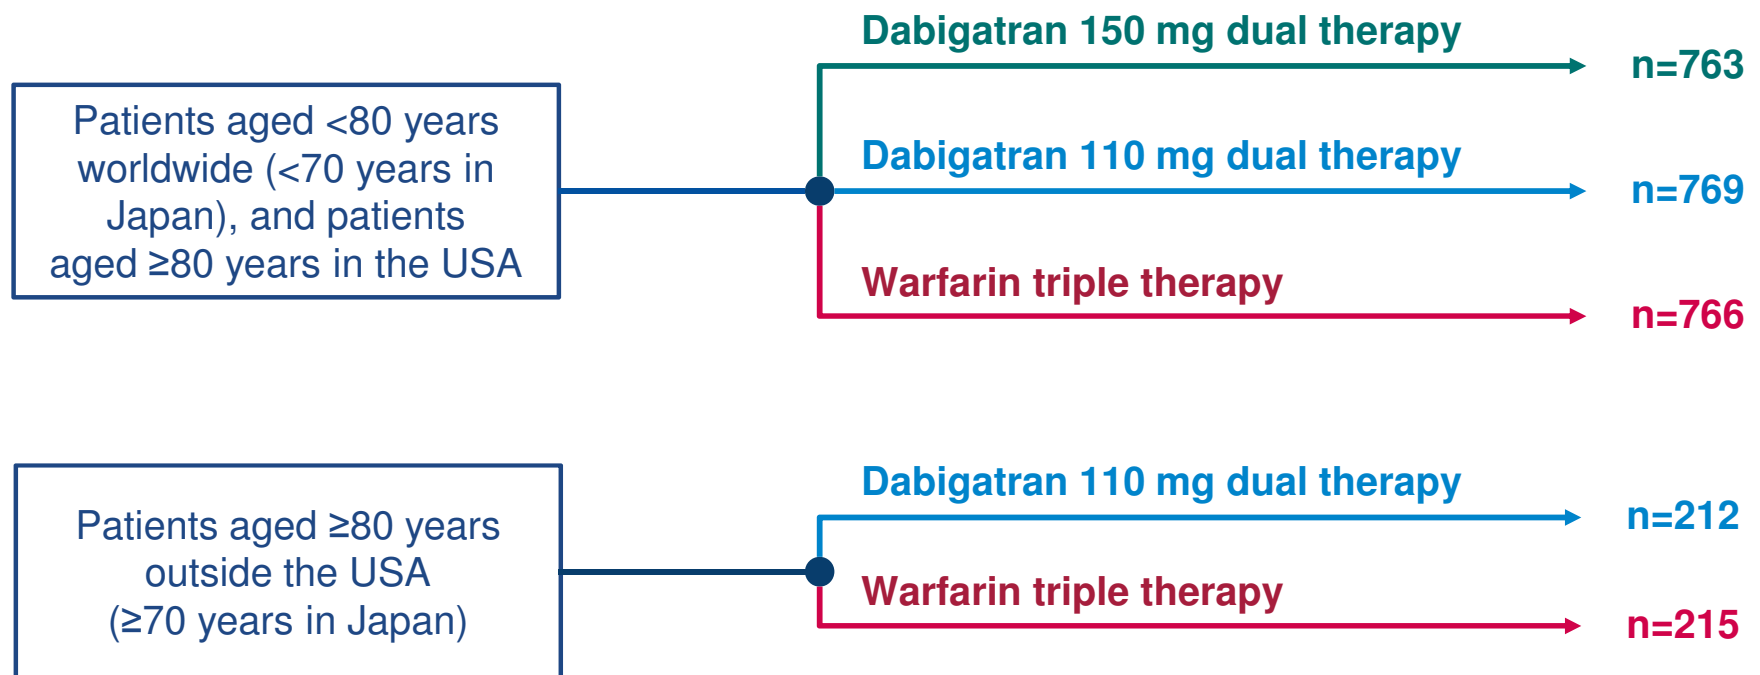 Dabigatran 150 mg dual therapy
n=763
Patients aged <80 years
worldwide (<70 years in
Japan), and patients
aged ≥80 years in the USA
Dabigatran 110 mg dual therapy
n=769
Warfarin triple therapy
n=766
Dabigatran 110 mg dual therapy
n=212
Patients aged ≥80 years
outside the USA
(≥70 years in Japan)
Warfarin triple therapy
n=215